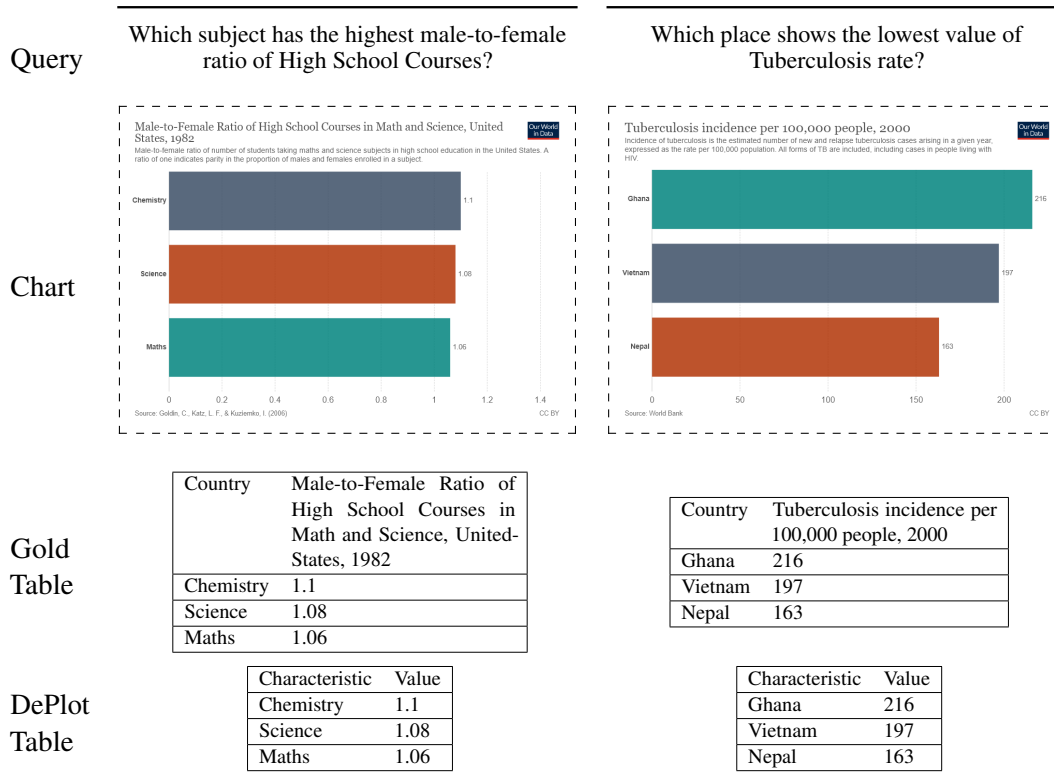 Query
Which subject has the highest male-to-female
ratio of High School Courses?
Which place shows the lowest value of
Tuberculosis rate?
Chart
Male-to-Female Ratio of High School Courses in Math and Science, United
States, 1982
Our World
in Data
Male-to-female ratio of number of students taking maths and science subjects in high school education in the United States. A
ratio of one indicates parity in the proportion of males and females enrolled in a subject.
Chemistry 1.1
Science 1.08
Maths 1.06
0 0.2 0.4 0.6 0.8 1 1.2 1.4
Source: Goldin, C., Katz, L. F., & Kuziemko, I. (2006) CC BY
Tuberculosis incidence per 100,000 people, 2000
Our World
in Data
Incidence of tuberculosis is the estimated number of new and relapse tuberculosis cases arising in a given year,
expressed as the rate per 100,000 population. All forms of TB are included, including cases in people living with
HIV.
Ghana 216
Vietnam 197
Nepal 163
0 50 100 150 200
Source: World Bank CC BY
Gold
Table
Country Male-to-Female Ratio of
High School Courses in
Math and Science, United-
States, 1982
Chemistry 1.1
Science 1.08
Maths 1.06
Country Tuberculosis incidence per
100,000 people, 2000
Ghana 216
Vietnam 197
Nepal 163
DePlot
Table
Characteristic Value
Chemistry 1.1
Science 1.08
Maths 1.06
Characteristic Value
Ghana 216
Vietnam 197
Nepal 163